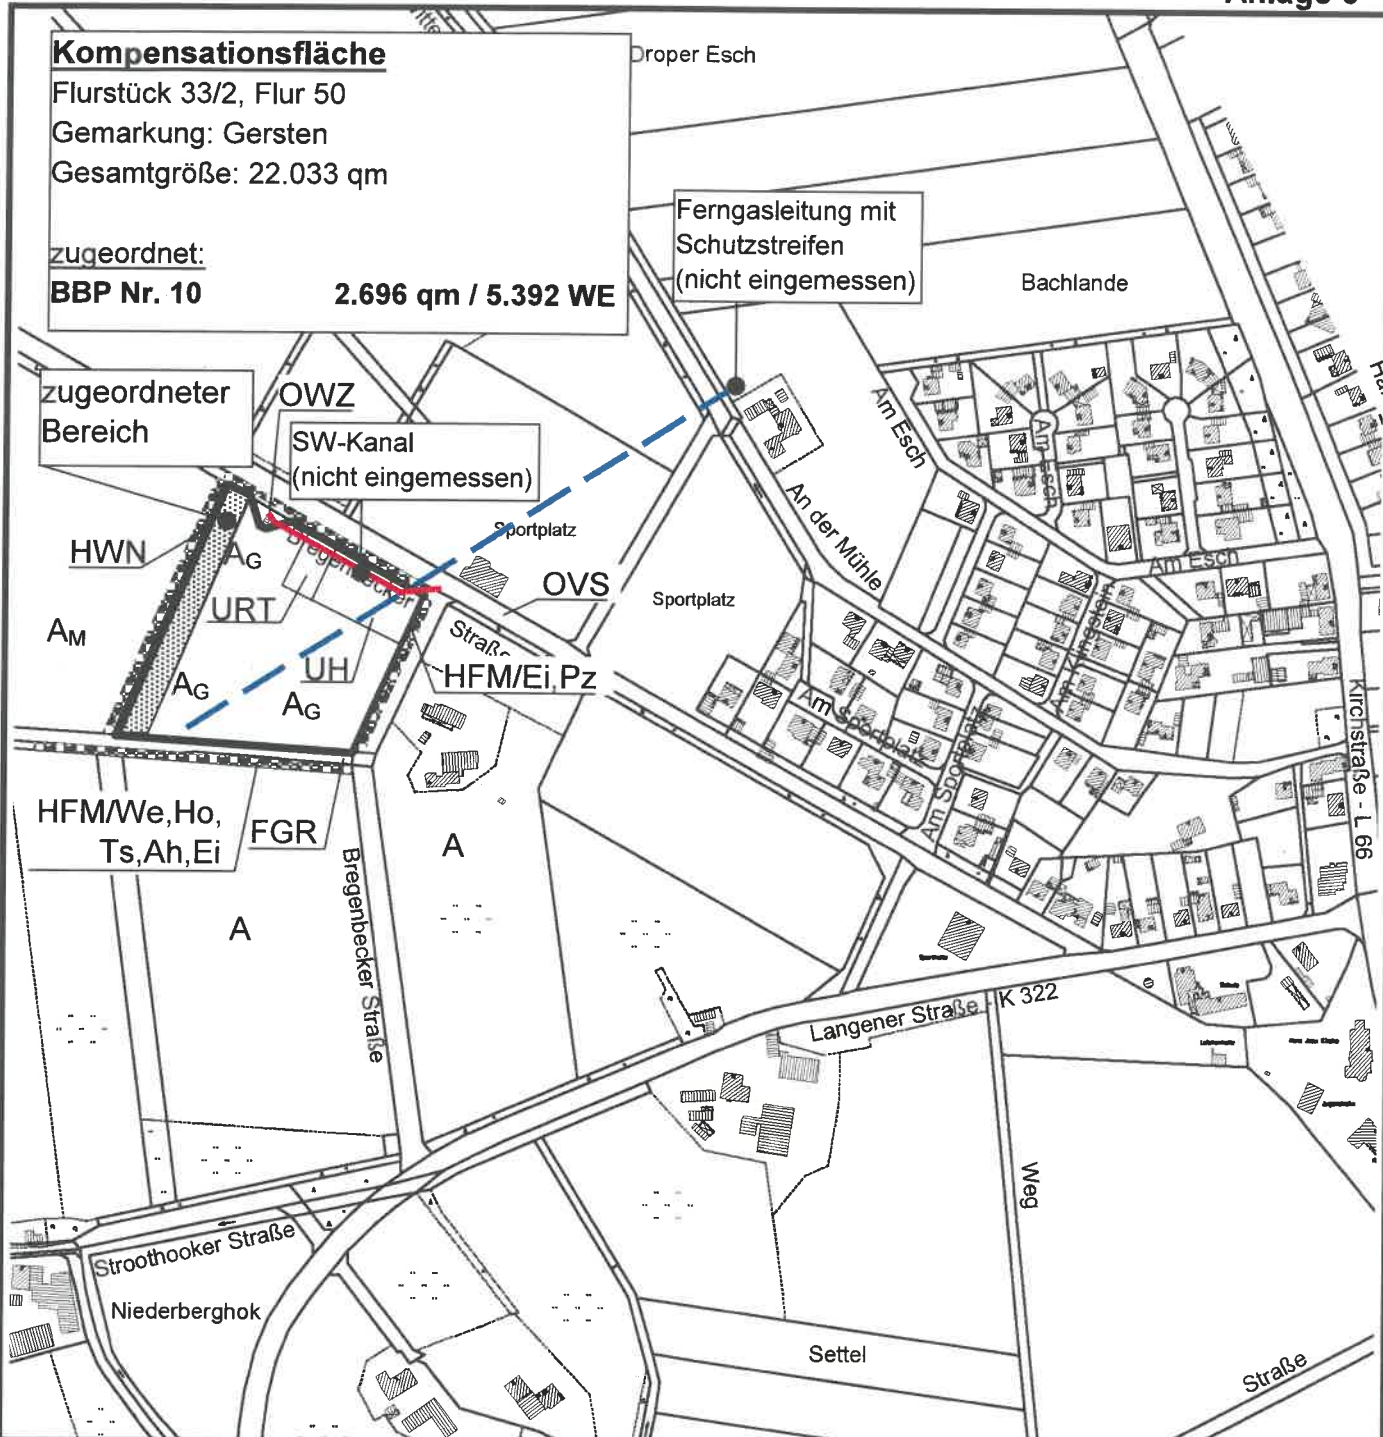 Kompensationsfläche
Flurstück 33/2, Flur 50
Gemarkung: Gersten
Gesamtgröße: 22.033 qm
zugeordnet:
BBP Nr. 10 2.696 qm / 5.392 WE
Droper Esch
Ferngasleitung mit
Schutzstreifen
(nicht eingemessen)
Bachlande
zugeordneter
Bereich
OWZ
SW-Kanal
(nicht eingemessen)
Am Esch
Am Esch
An der Mühle
Am Esch
Sportplatz
HWN
AG
Bregenbecker
Straße
URT
OVS
Sportplatz
AM
UH
HFM/Ei,Pz
AG
AG
Am Sportplatz
Am Sportplatz
Kirchstraße - L 66
HFM/We,Ho,
Ts,Ah,Ei
FGR
A
Bregenbecker Straße
A
Langener Straße - K 322
Weg
Stroothooker Straße
Niederberghok
Settel
Straße